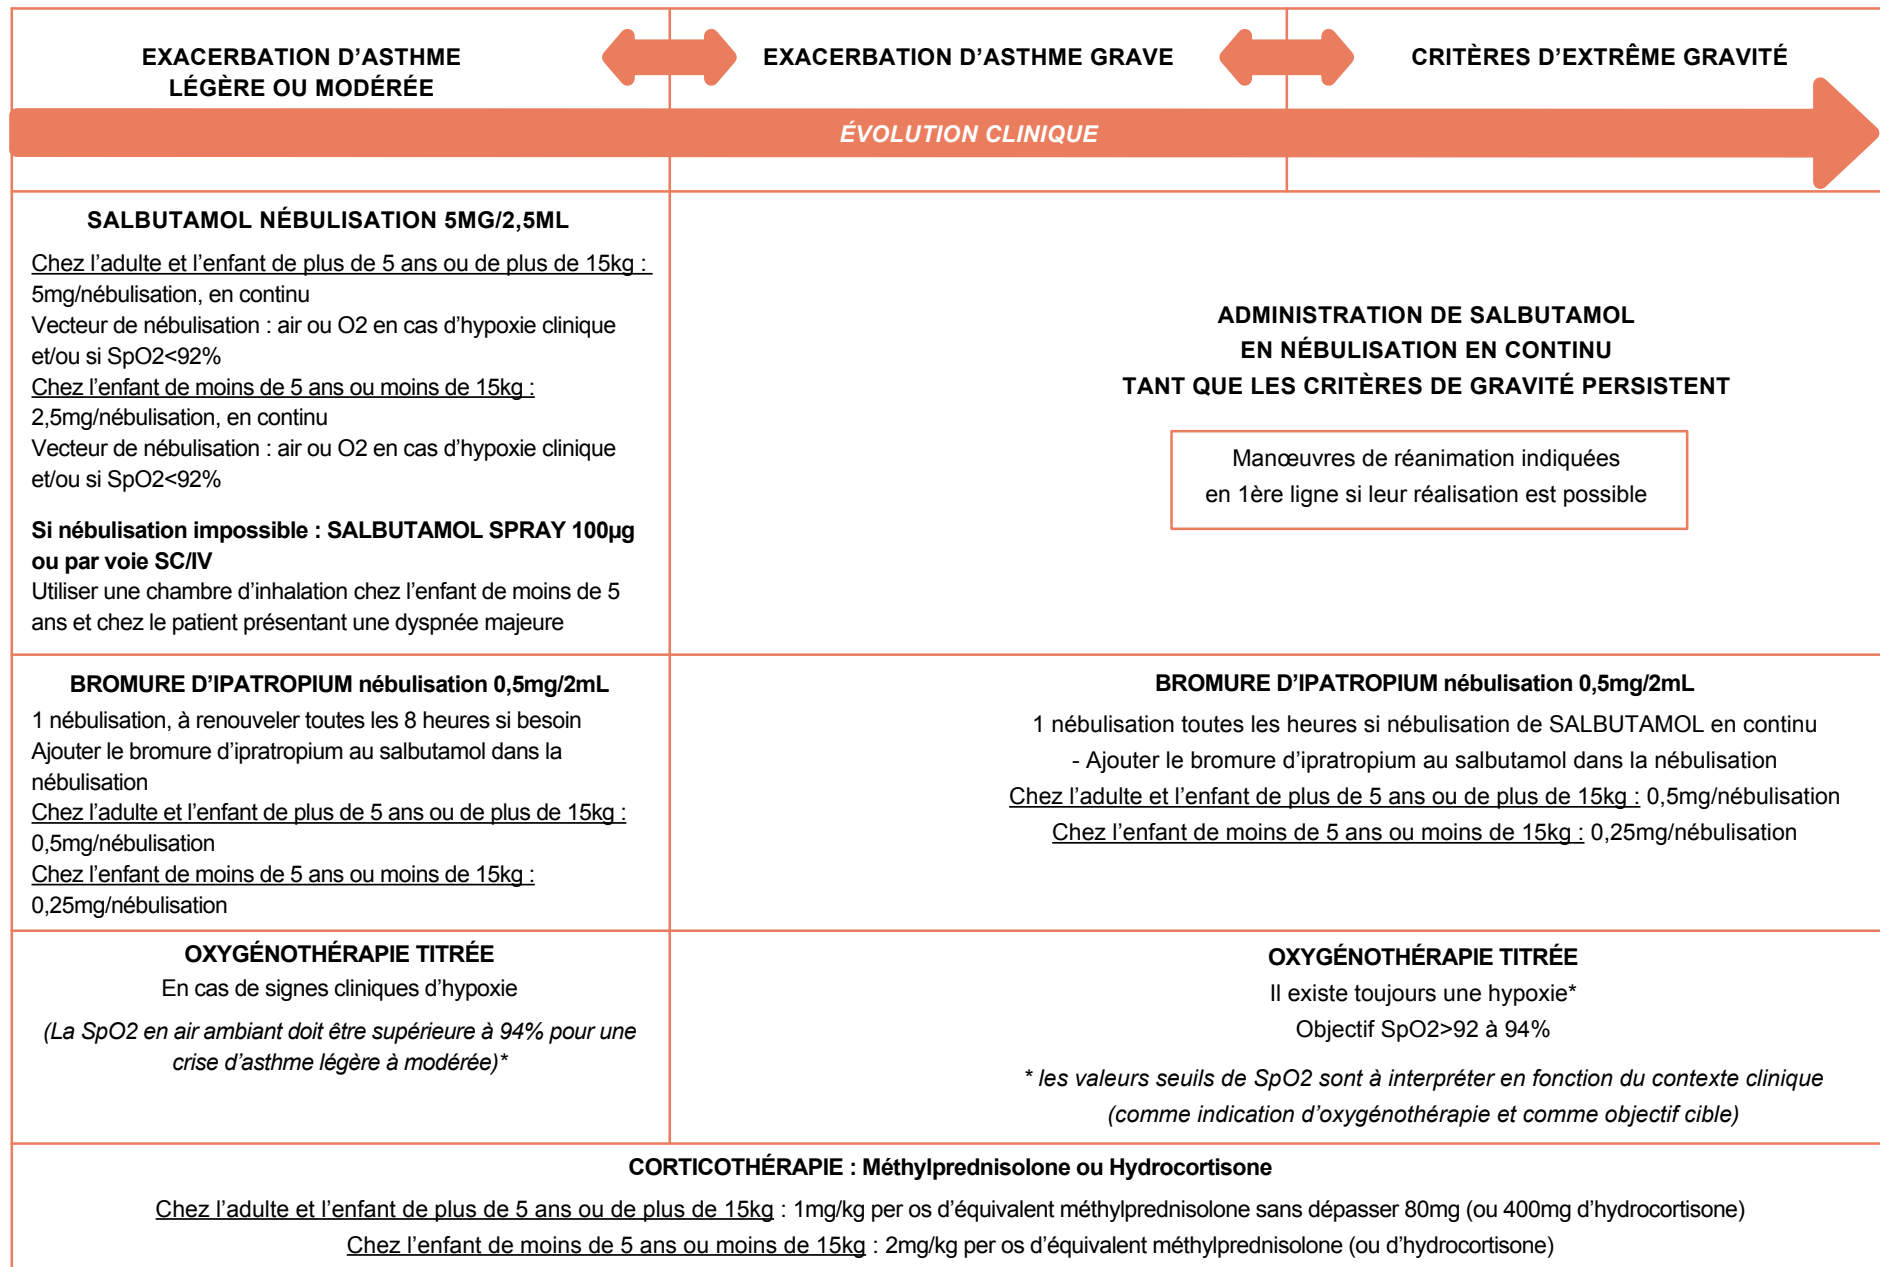 EXACERBATION D’ASTHME
LÉGÈRE OU MODÉRÉE
EXACERBATION D’ASTHME GRAVE
CRITÈRES D’EXTRÊME GRAVITÉ
ÉVOLUTION CLINIQUE
SALBUTAMOL NÉBULISATION 5MG/2,5ML
Chez l’adulte et l’enfant de plus de 5 ans ou de plus de 15kg :
5mg/nébulisation, en continu
Vecteur de nébulisation : air ou O2 en cas d’hypoxie clinique
et/ou si SpO2<92%
Chez l’enfant de moins de 5 ans ou moins de 15kg :
2,5mg/nébulisation, en continu
Vecteur de nébulisation : air ou O2 en cas d’hypoxie clinique
et/ou si SpO2<92%
Si nébulisation impossible : SALBUTAMOL SPRAY 100µg
ou par voie SC/IV
Utiliser une chambre d’inhalation chez l’enfant de moins de 5
ans et chez le patient présentant une dyspnée majeure
ADMINISTRATION DE SALBUTAMOL
EN NÉBULISATION EN CONTINU
TANT QUE LES CRITÈRES DE GRAVITÉ PERSISTENT
Manœuvres de réanimation indiquées
en 1ère ligne si leur réalisation est possible
BROMURE D’IPATROPIUM nébulisation 0,5mg/2mL
1 nébulisation, à renouveler toutes les 8 heures si besoin
Ajouter le bromure d’ipratropium au salbutamol dans la
nébulisation
Chez l’adulte et l’enfant de plus de 5 ans ou de plus de 15kg :
0,5mg/nébulisation
Chez l’enfant de moins de 5 ans ou moins de 15kg :
0,25mg/nébulisation
BROMURE D’IPATROPIUM nébulisation 0,5mg/2mL
1 nébulisation toutes les heures si nébulisation de SALBUTAMOL en continu
- Ajouter le bromure d’ipratropium au salbutamol dans la nébulisation
Chez l’adulte et l’enfant de plus de 5 ans ou de plus de 15kg : 0,5mg/nébulisation
Chez l’enfant de moins de 5 ans ou moins de 15kg : 0,25mg/nébulisation
OXYGÉNOTHÉRAPIE TITRÉE
En cas de signes cliniques d’hypoxie
(La SpO2 en air ambiant doit être supérieure à 94% pour une
crise d’asthme légère à modérée)*
OXYGÉNOTHÉRAPIE TITRÉE
Il existe toujours une hypoxie*
Objectif SpO2>92 à 94%
* les valeurs seuils de SpO2 sont à interpréter en fonction du contexte clinique
(comme indication d’oxygénothérapie et comme objectif cible)
CORTICOTHÉRAPIE : Méthylprednisolone ou Hydrocortisone
Chez l’adulte et l’enfant de plus de 5 ans ou de plus de 15kg : 1mg/kg per os d’équivalent méthylprednisolone sans dépasser 80mg (ou 400mg d’hydrocortisone)
Chez l’enfant de moins de 5 ans ou moins de 15kg : 2mg/kg per os d’équivalent méthylprednisolone (ou d’hydrocortisone)